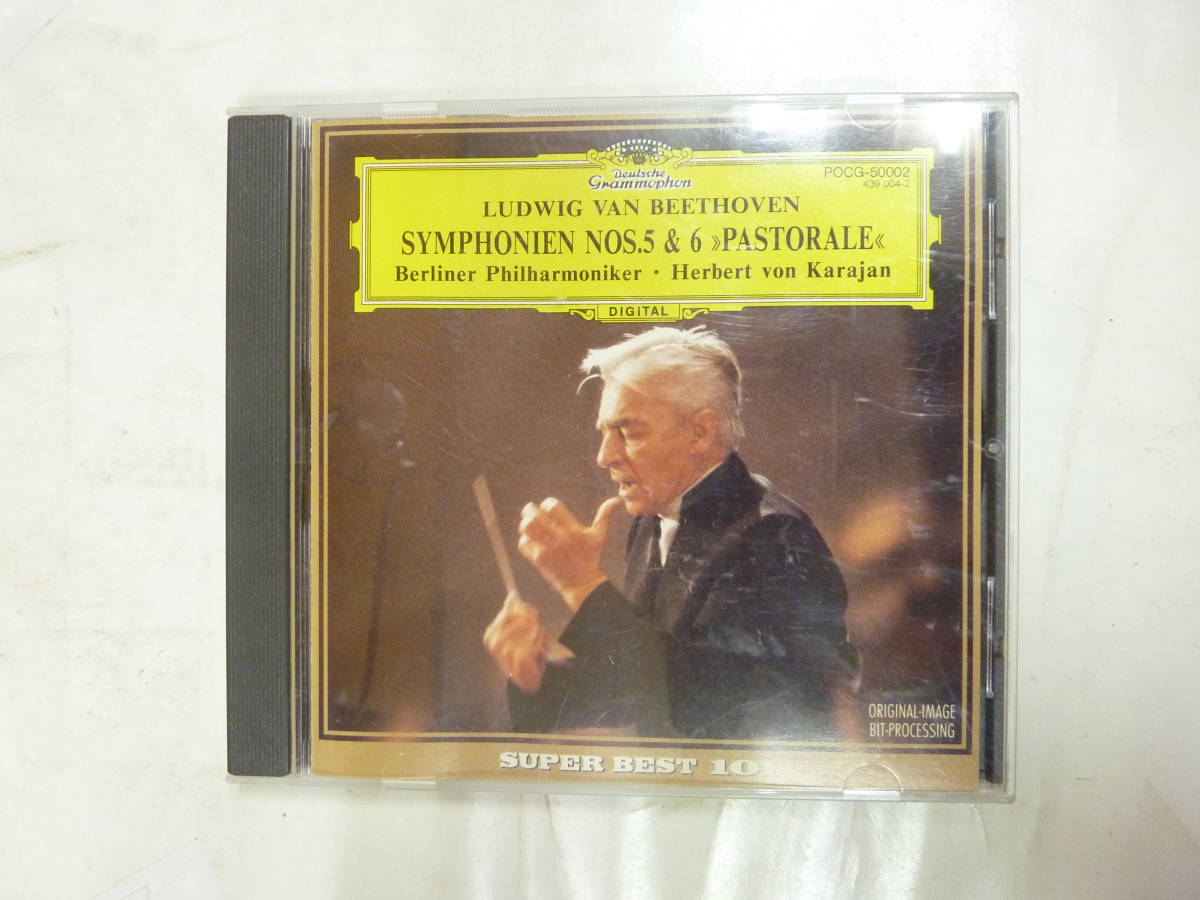 Deutsche
Grammophon
POCG-50002
439 004-2
LUDWIG VAN BEETHOVEN
SYMPHONIEN NOS.5 & 6 »PASTORALE«
Berliner Philharmoniker · Herbert von Karajan
DIGITAL
ORIGINAL-IMAGE
BIT-PROCESSING
SUPER BEST